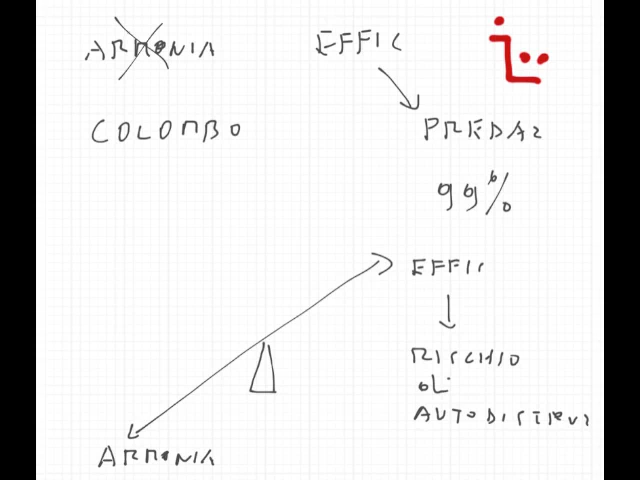 ARMONIA
EFFIC
COLOMBO
PREDAZ
99%
EFFIC
RISCHIO
DI
AUTODISTRUZ
ARMONIA